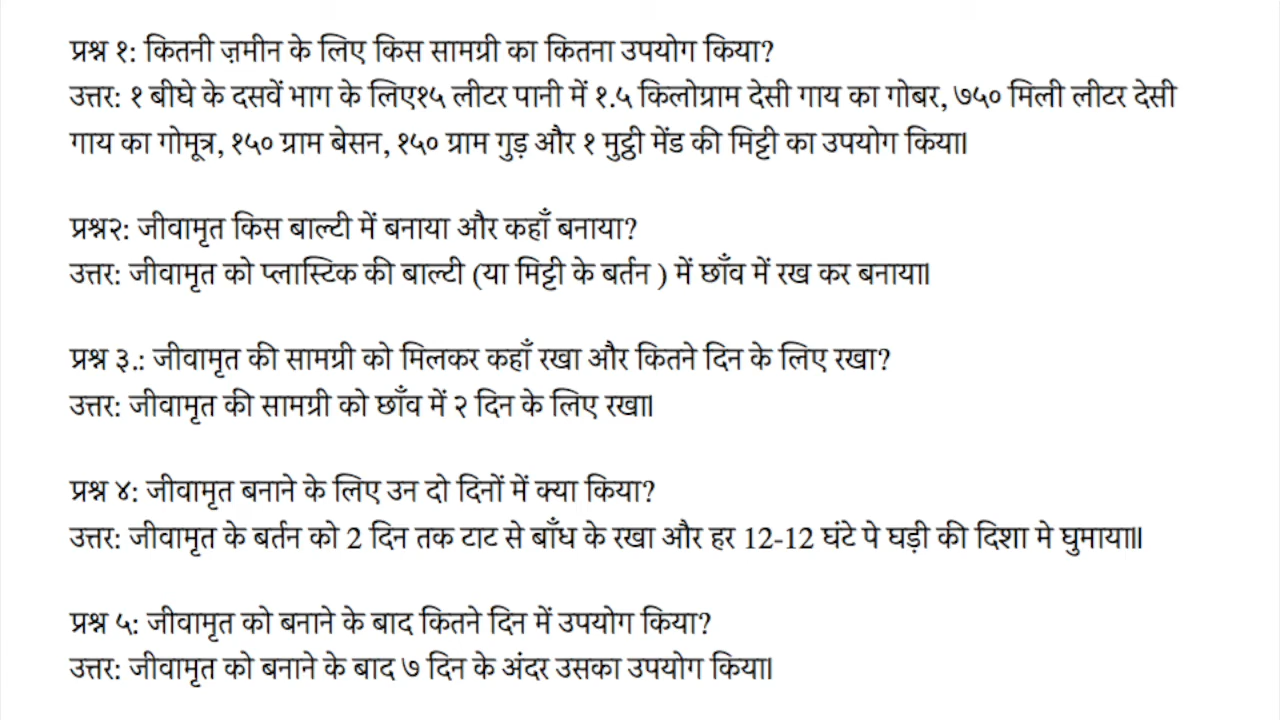 प्रश्न १: कितनी ज़मीन के लिए किस सामग्री का कितना उपयोग किया?
उत्तर: १ बीघे के दसवें भाग के लिए१५ लीटर पानी में १.५ किलोग्राम देसी गाय का गोबर, ७५० मिली लीटर देसी
गाय का गोमूत्र, १५० ग्राम बेसन, १५० ग्राम गुड़ और १ मुट्ठी मेंड की मिट्टी का उपयोग किया।
प्रश्न२: जीवामृत किस बाल्टी में बनाया और कहाँ बनाया?
उत्तर: जीवामृत को प्लास्टिक की बाल्टी (या मिट्टी के बर्तन ) में छाँव में रख कर बनाया।
प्रश्न ३.: जीवामृत की सामग्री को मिलकर कहाँ रखा और कितने दिन के लिए रखा?
उत्तर: जीवामृत की सामग्री को छाँव में २ दिन के लिए रखा।
प्रश्न ४: जीवामृत बनाने के लिए उन दो दिनों में क्या किया?
उत्तर: जीवामृत के बर्तन को 2 दिन तक टाट से बाँध के रखा और हर 12-12 घंटे पे घड़ी की दिशा मे घुमाया॥
प्रश्न ५: जीवामृत को बनाने के बाद कितने दिन में उपयोग किया?
उत्तर: जीवामृत को बनाने के बाद ७ दिन के अंदर उसका उपयोग किया।